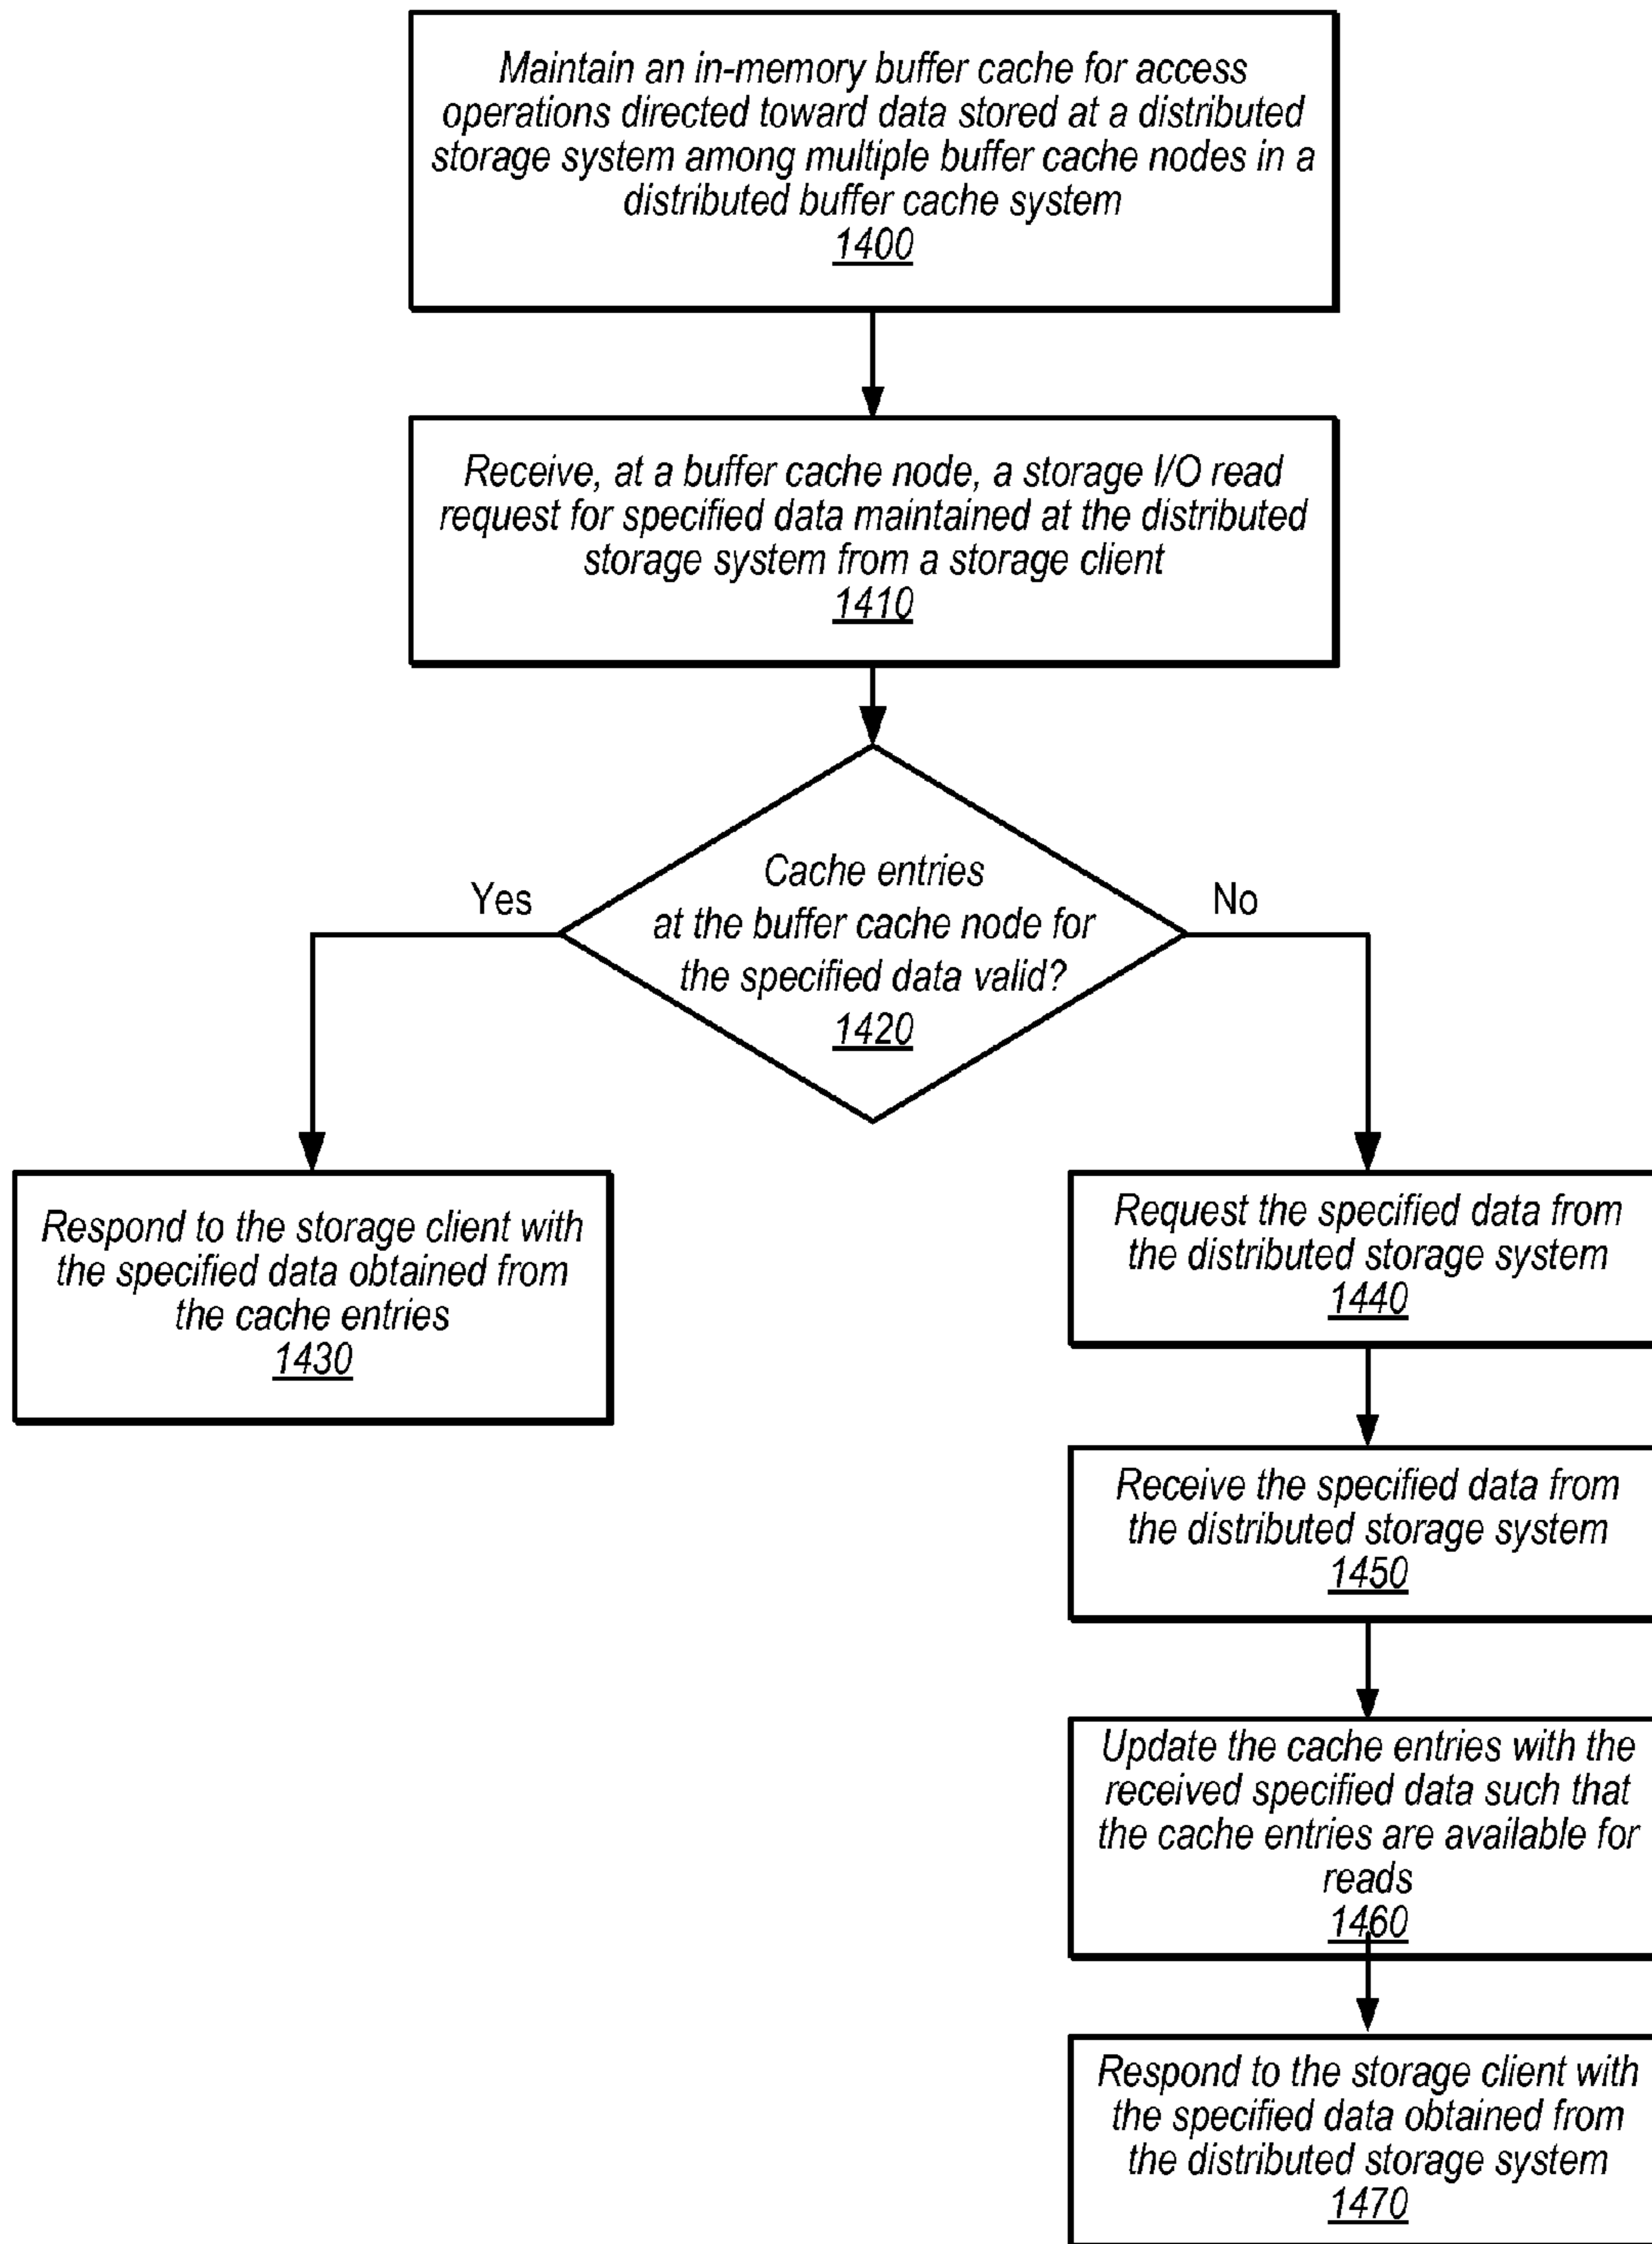 Maintain an in-memory buffer cache for access
operations directed toward data stored at a distributed
storage system among multiple buffer cache nodes in a
distributed buffer cache system
1400
Receive, at a buffer cache node, a storage I/O read
request for specified data maintained at the distributed
storage system from a storage client
1410
Cache entries
at the buffer cache node for
the specified data valid?
1420
Yes
No
Respond to the storage client with
the specified data obtained from
the cache entries
1430
Request the specified data from
the distributed storage system
1440
Receive the specified data from
the distributed storage system
1450
Update the cache entries with the
received specified data such that
the cache entries are available for
reads
1460
Respond to the storage client with
the specified data obtained from
the distributed storage system
1470